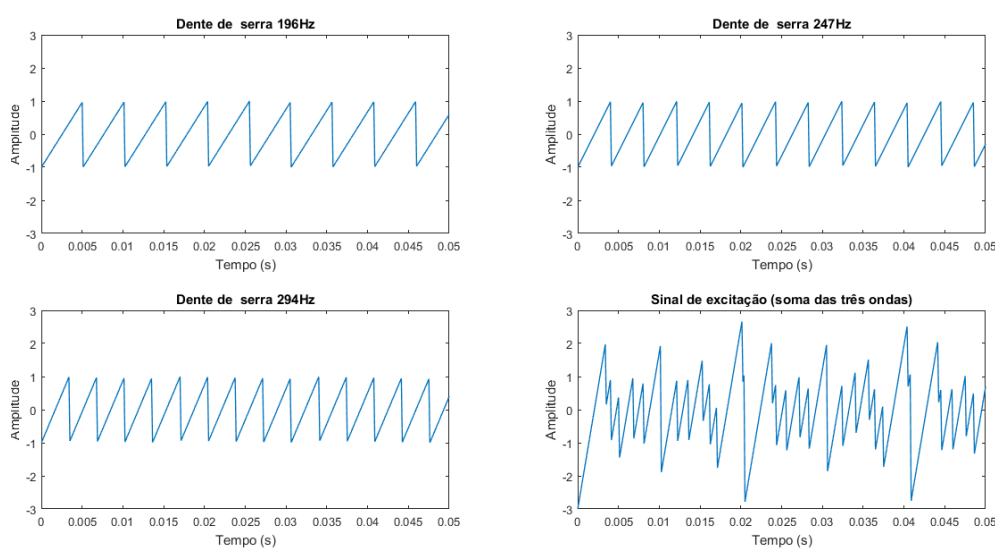 Dente de  serra 196Hz
3
2
1
0
-1
-2
-3
Amplitude
0 0.005 0.01 0.015 0.02 0.025 0.03 0.035 0.04 0.045 0.05
Tempo (s)
Dente de  serra 247Hz
3
2
1
0
-1
-2
-3
Amplitude
0 0.005 0.01 0.015 0.02 0.025 0.03 0.035 0.04 0.045 0.05
Tempo (s)
Dente de  serra 294Hz
3
2
1
0
-1
-2
-3
Amplitude
0 0.005 0.01 0.015 0.02 0.025 0.03 0.035 0.04 0.045 0.05
Tempo (s)
Sinal de excitação (soma das três ondas)
3
2
1
0
-1
-2
-3
Amplitude
0 0.005 0.01 0.015 0.02 0.025 0.03 0.035 0.04 0.045 0.05
Tempo (s)